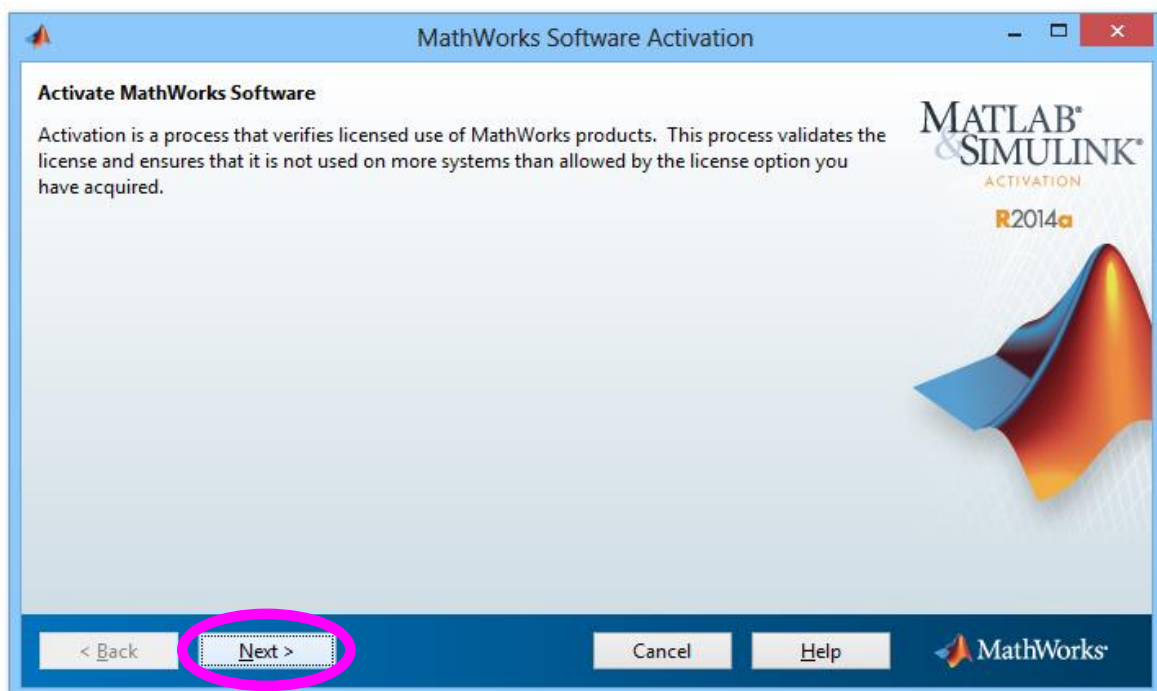 MathWorks Software Activation
Activate MathWorks Software
Activation is a process that verifies licensed use of MathWorks products. This process validates the
license and ensures that it is not used on more systems than allowed by the license option you
have acquired.
MATLAB®
&SIMULINK®
ACTIVATION
R2014a
< Back
Next >
Cancel
Help
MathWorks®